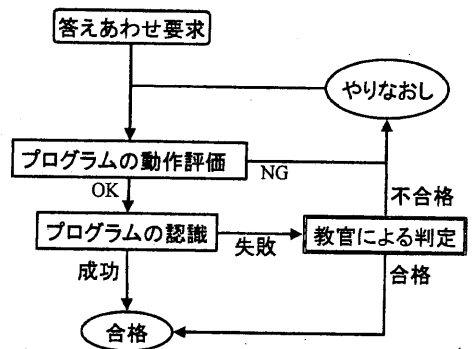 答えあわせ要求
やりなおし
プログラムの動作評価
NG
OK
不合格
プログラムの認識
失敗
教官による判定
成功
合格
合格